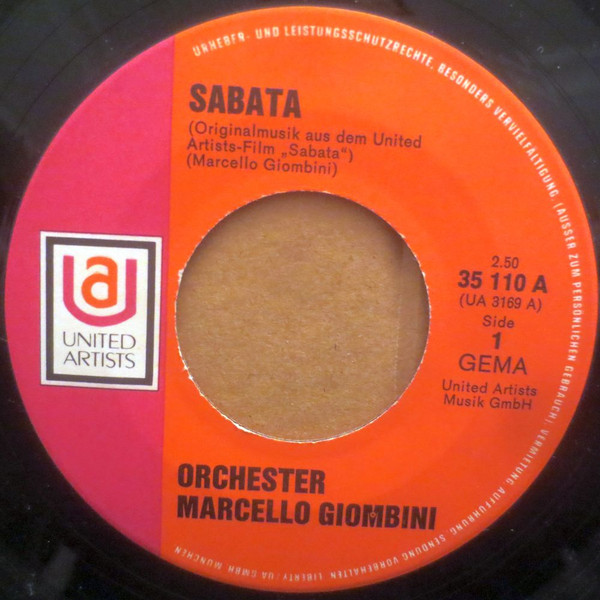 URHEBER- UND LEISTUNGSSCHUTZRECHTE, BESONDERS VERVIELFÄLTIGUNG, (AUSSER ZUM PERSÖNLICHEN GEBRAUCH) VERMIETUNG, AUFFÜHRUNG, SENDUNG VORBEHALTEN (LIBERTY/UA GMBH MÜNCHEN
SABATA
(Originalmusik aus dem United
Artists-Film „Sabata“)
(Marcello Giombini)
ua
UNITED
ARTISTS
2.50
35 110 A
(UA 3169 A)
Side
1
GEMA
United Artists
Musik GmbH
ORCHESTER
MARCELLO GIOMBINI